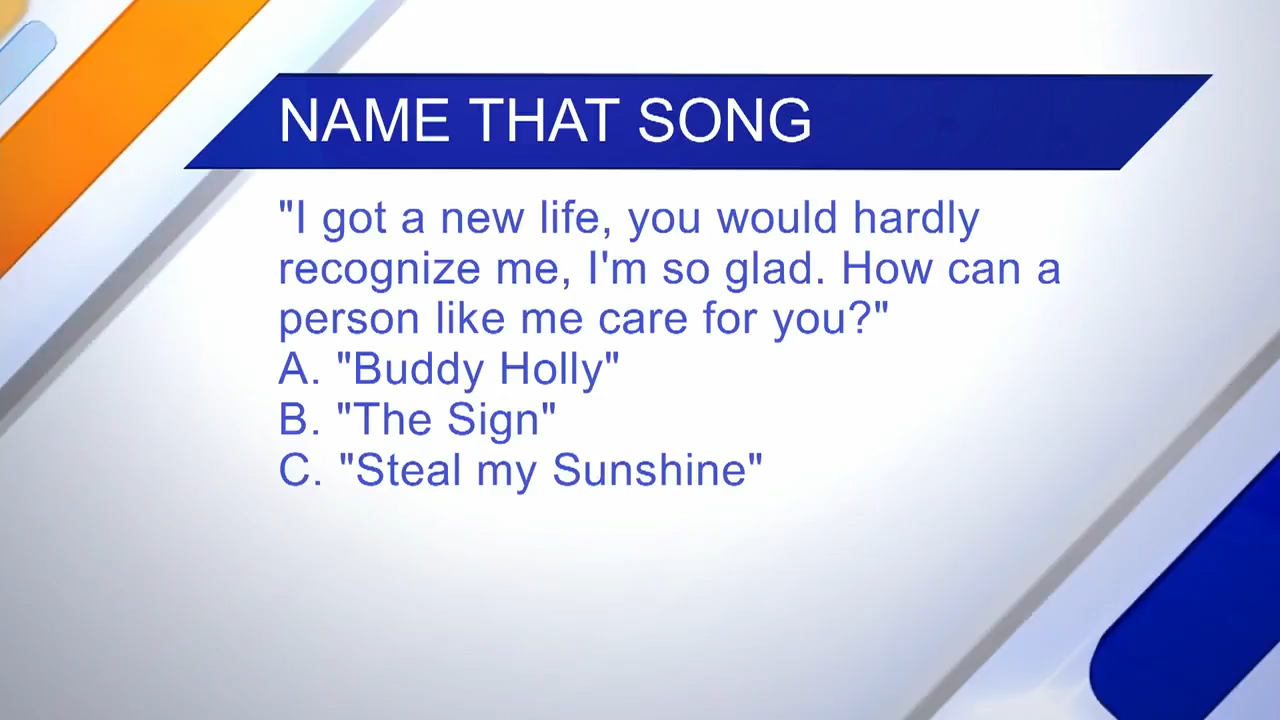 NAME THAT SONG
"I got a new life, you would hardly
recognize me, I'm so glad. How can a
person like me care for you?"
A. "Buddy Holly"
B. "The Sign"
C. "Steal my Sunshine"